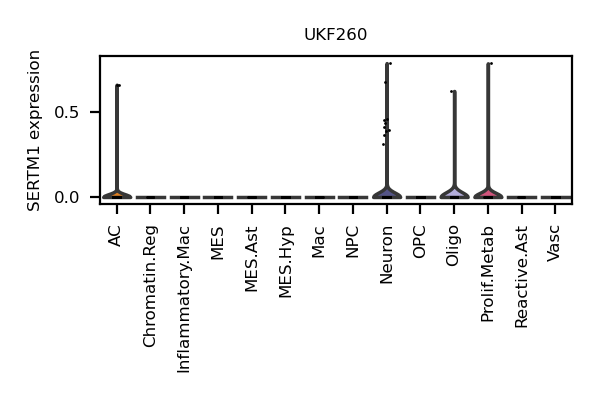 UKF260
SERTM1 expression
0.5
0.0
AC
Chromatin.Reg
Inflammatory.Mac
MES
MES.Ast
MES.Hyp
Mac
NPC
Neuron
OPC
Oligo
Prolif.Metab
Reactive.Ast
Vasc